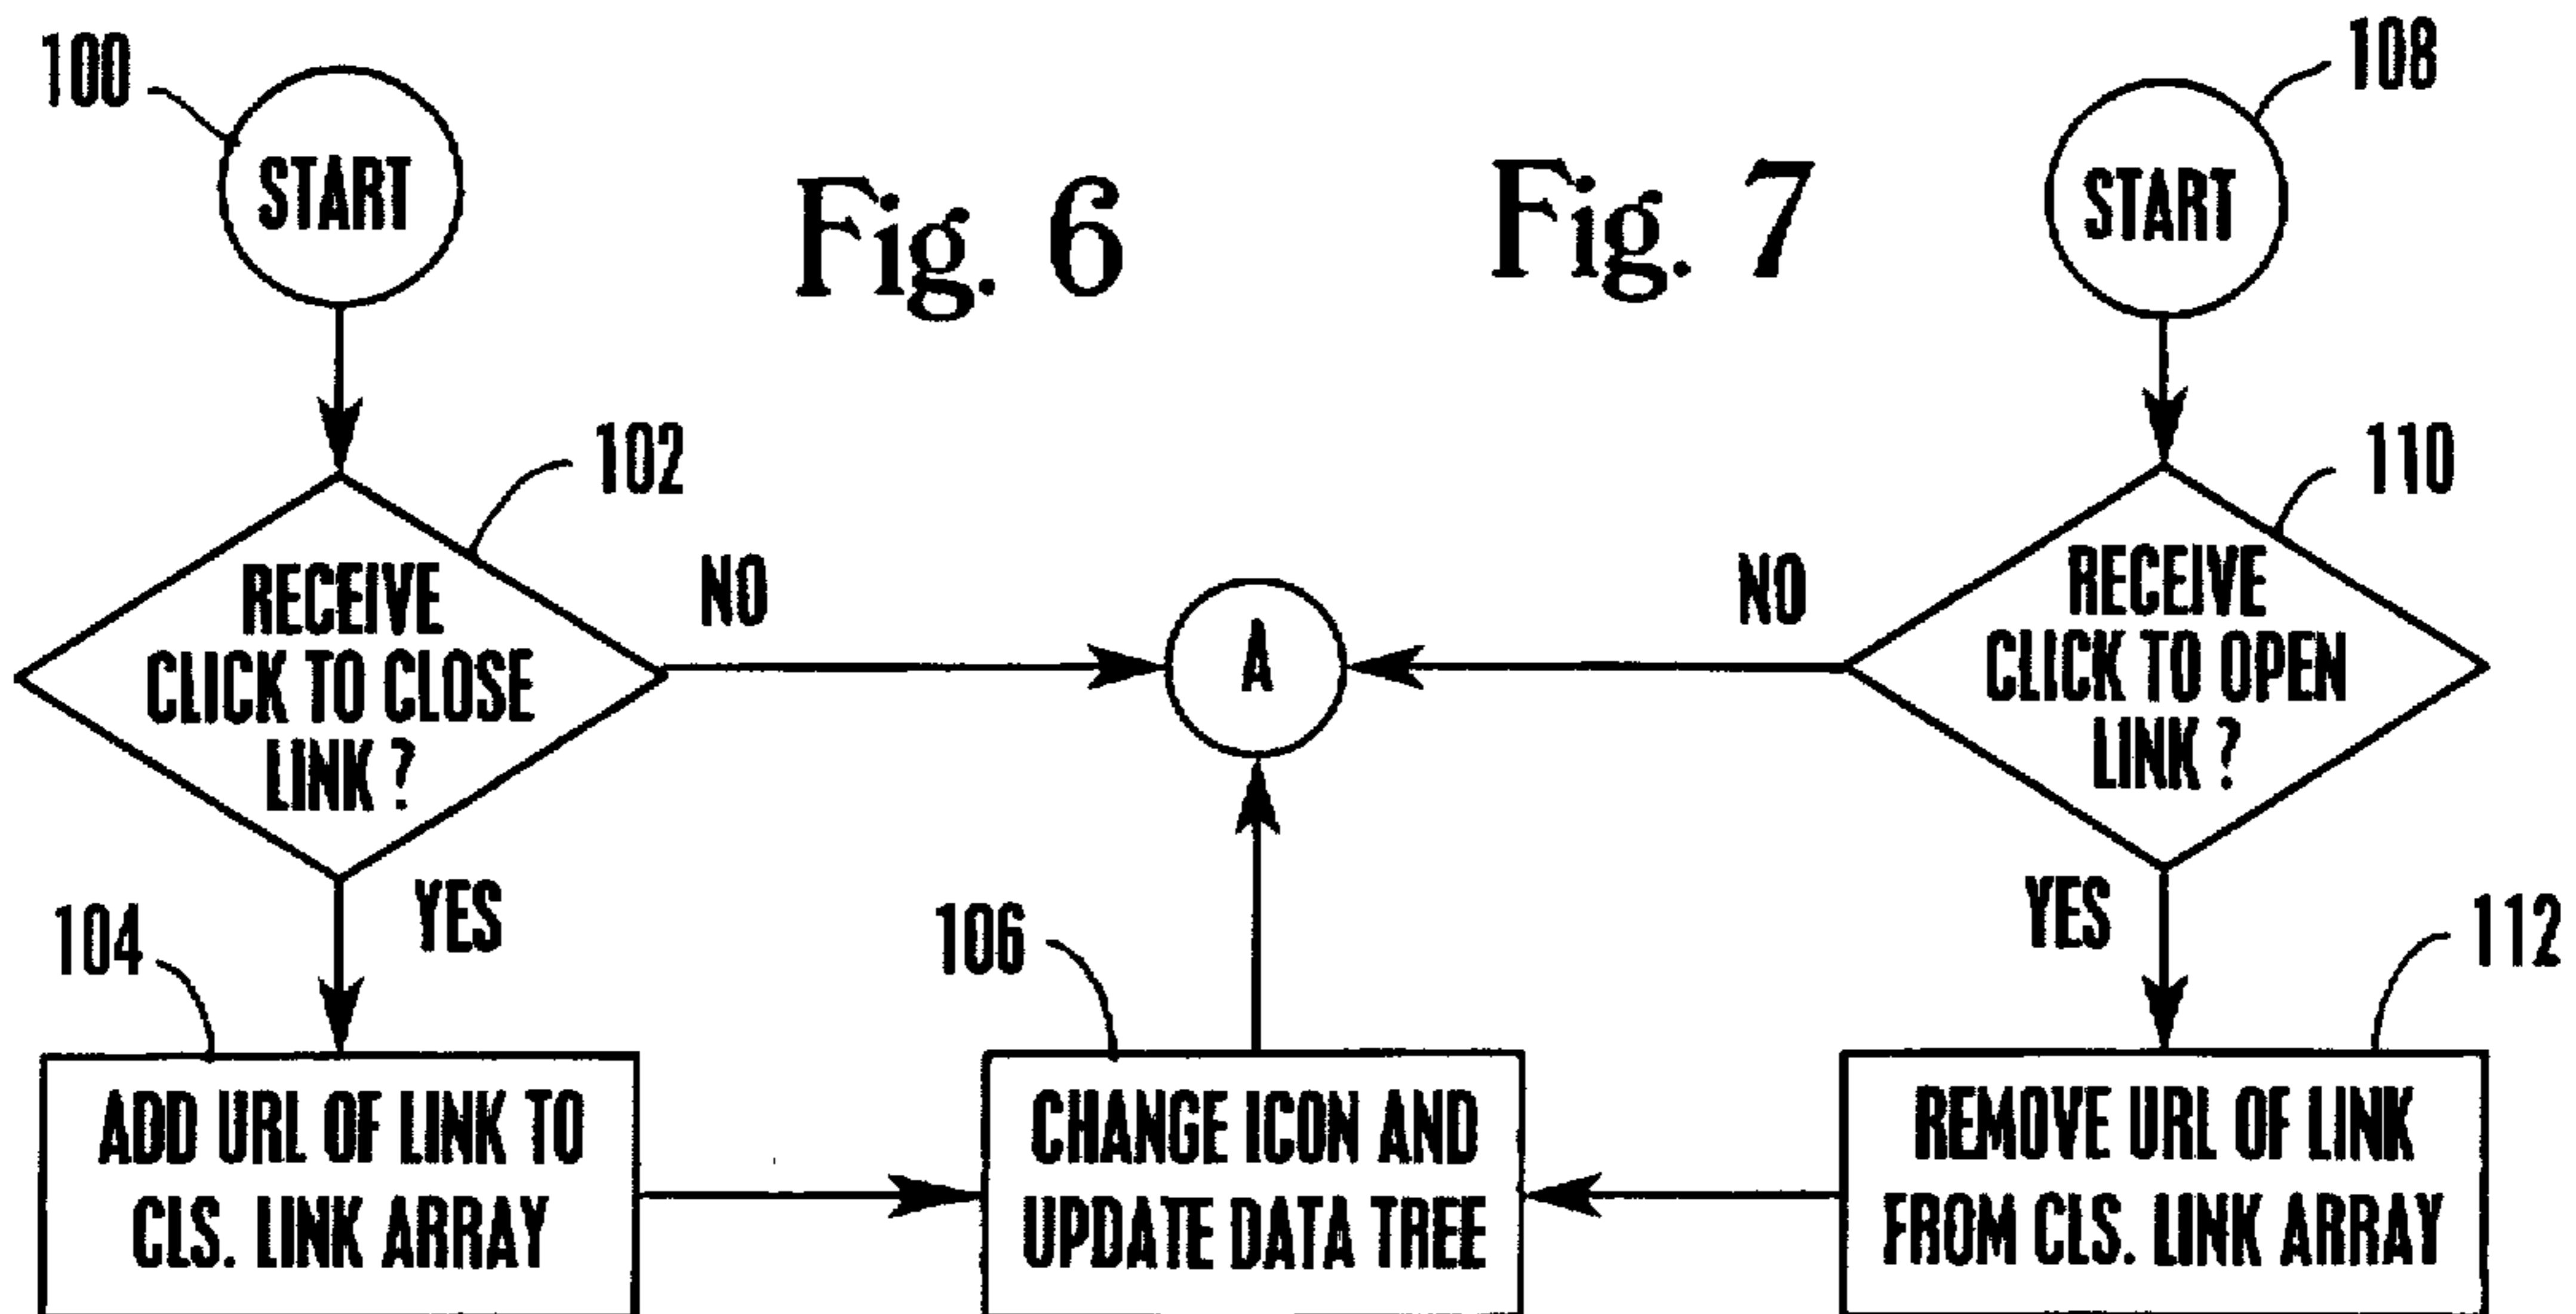 100
START
Fig. 6
Fig. 7
108
START
102
RECEIVE
CLICK TO CLOSE
LINK ?
NO
A
NO
110
RECEIVE
CLICK TO OPEN
LINK ?
YES
104
ADD URL OF LINK TO
CLS. LINK ARRAY
106
CHANGE ICON AND
UPDATE DATA TREE
YES
112
REMOVE URL OF LINK
FROM CLS. LINK ARRAY